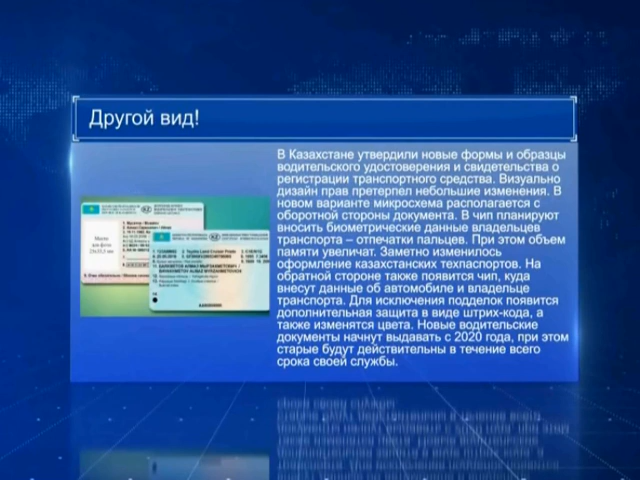 Другой вид!
В Казахстане утвердили новые формы и образцы
водительского удостоверения и свидетельства о
регистрации транспортного средства. Визуально
дизайн прав претерпел небольшие изменения. В
новом варианте микросхема располагается с
оборотной стороны документа. В чип планируют
вносить биометрические данные владельцев
транспорта – отпечатки пальцев. При этом объем
памяти увеличат. Заметно изменилось
оформление казахстанских техпаспортов. На
обратной стороне также появится чип, куда
внесут данные об автомобиле и владельце
транспорта. Для исключения подделок появится
дополнительная защита в виде штрих-кода, а
также изменятся цвета. Новые водительские
документы начнут выдавать с 2020 года, при этом
старые будут действительны в течение всего
срока своей службы.
KZ
KZ